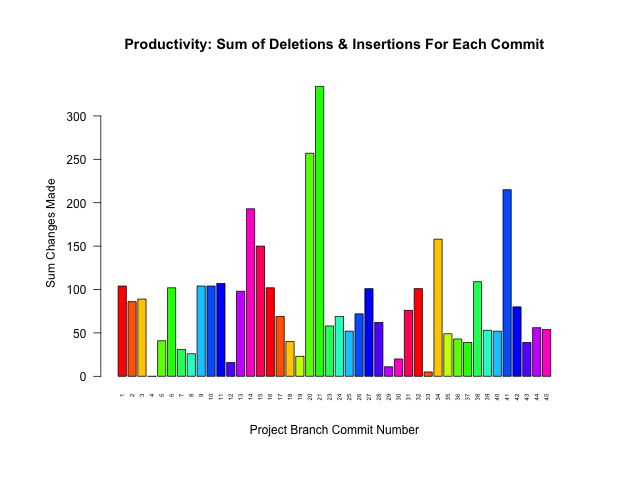 Productivity: Sum of Deletions & Insertions For Each Commit
Sum Changes Made
300
250
200
150
100
50
0
1 2 3 4 5 6 7 8 9 10 11 12 13 14 15 16 17 18 19 20 21 22 23 24 25 26 27 28 29 30 31 32 33 34 35 36 37 38 39 40 41 42 43 44 45
Project Branch Commit Number